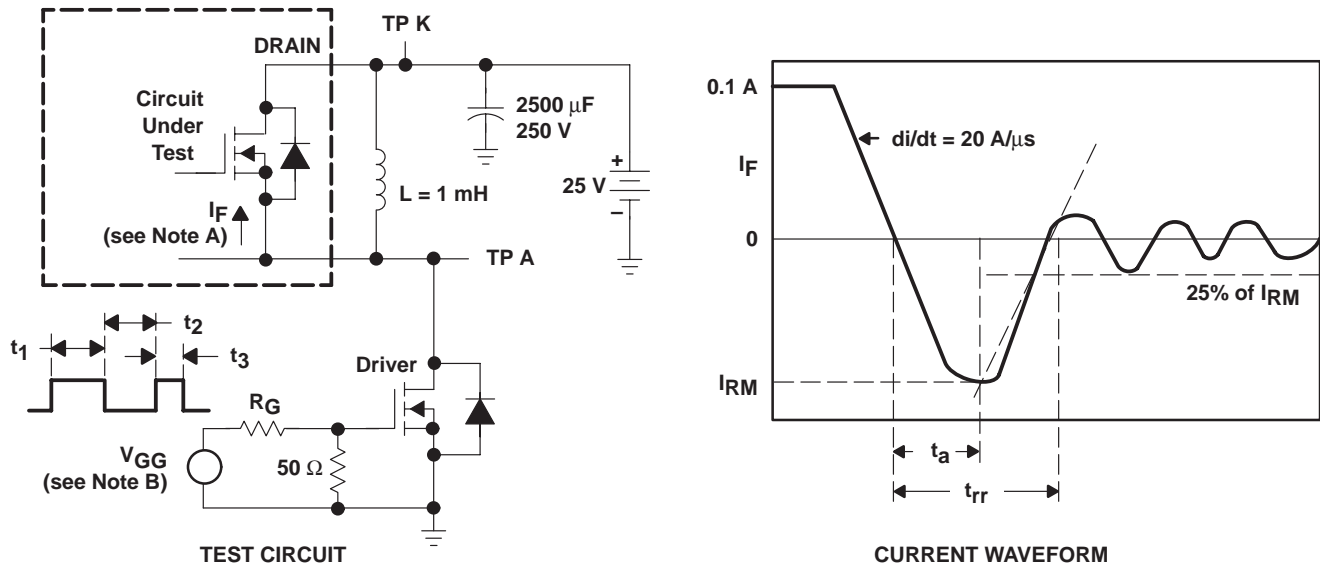 TP K
DRAIN
Circuit
Under
Test
2500 μF
250 V
L = 1 mH
25 V
+
–
IF
(see Note A)
TP A
t1
t2
t3
Driver
RG
VGG
(see Note B)
50 Ω
TEST CIRCUIT
0.1 A
di/dt = 20 A/μs
IF
0
25% of IRM
IRM
ta
trr
CURRENT WAVEFORM